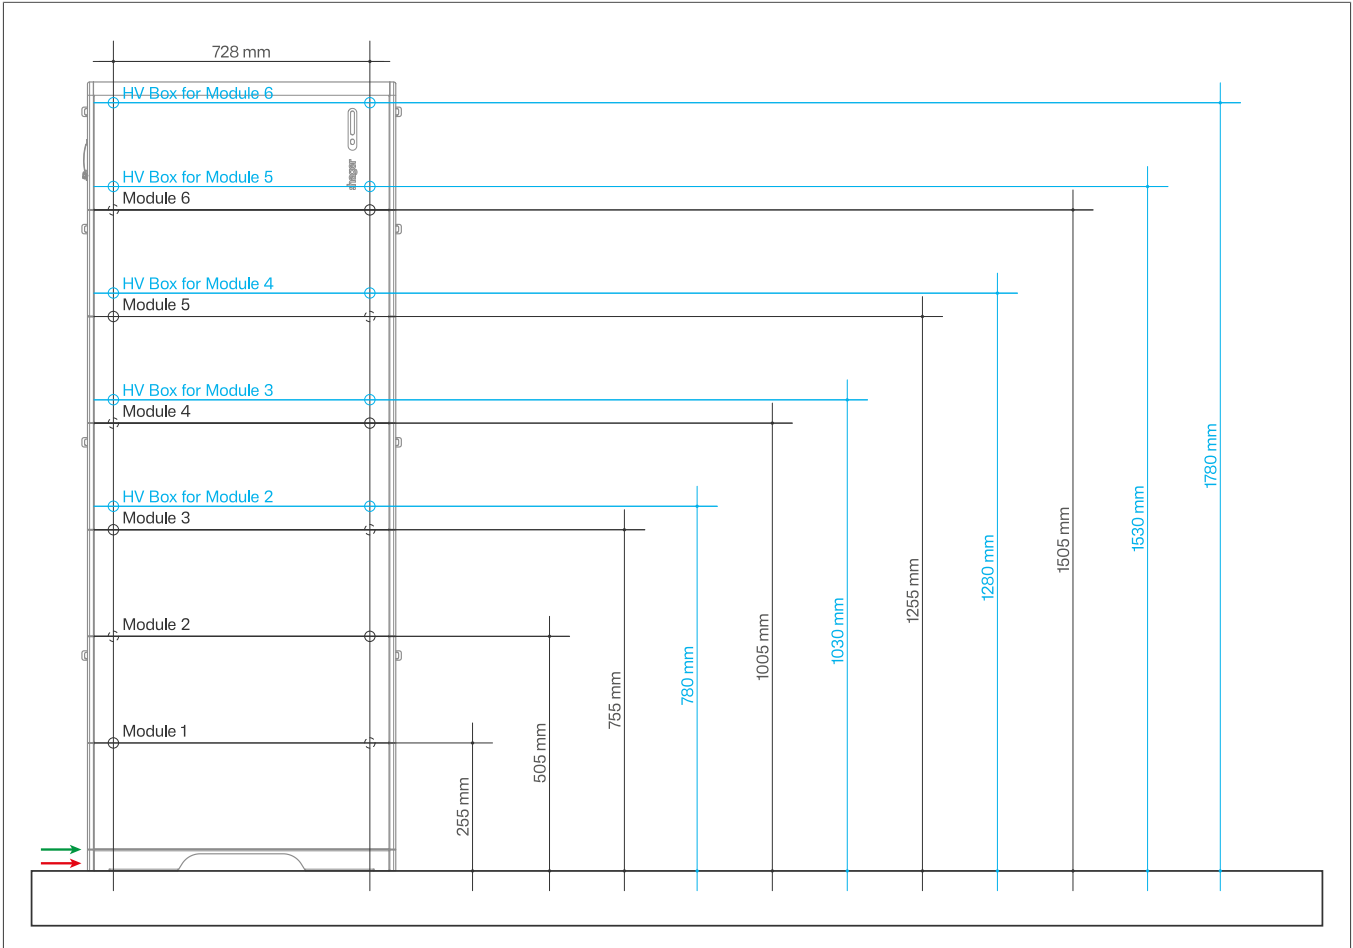 728 mm
HV Box for Module 6
:hager
HV Box for Module 5
Module 6
HV Box for Module 4
Module 5
HV Box for Module 3
Module 4
HV Box for Module 2
Module 3
Module 2
Module 1
255 mm
505 mm
755 mm
780 mm
1005 mm
1030 mm
1255 mm
1280 mm
1505 mm
1530 mm
1780 mm